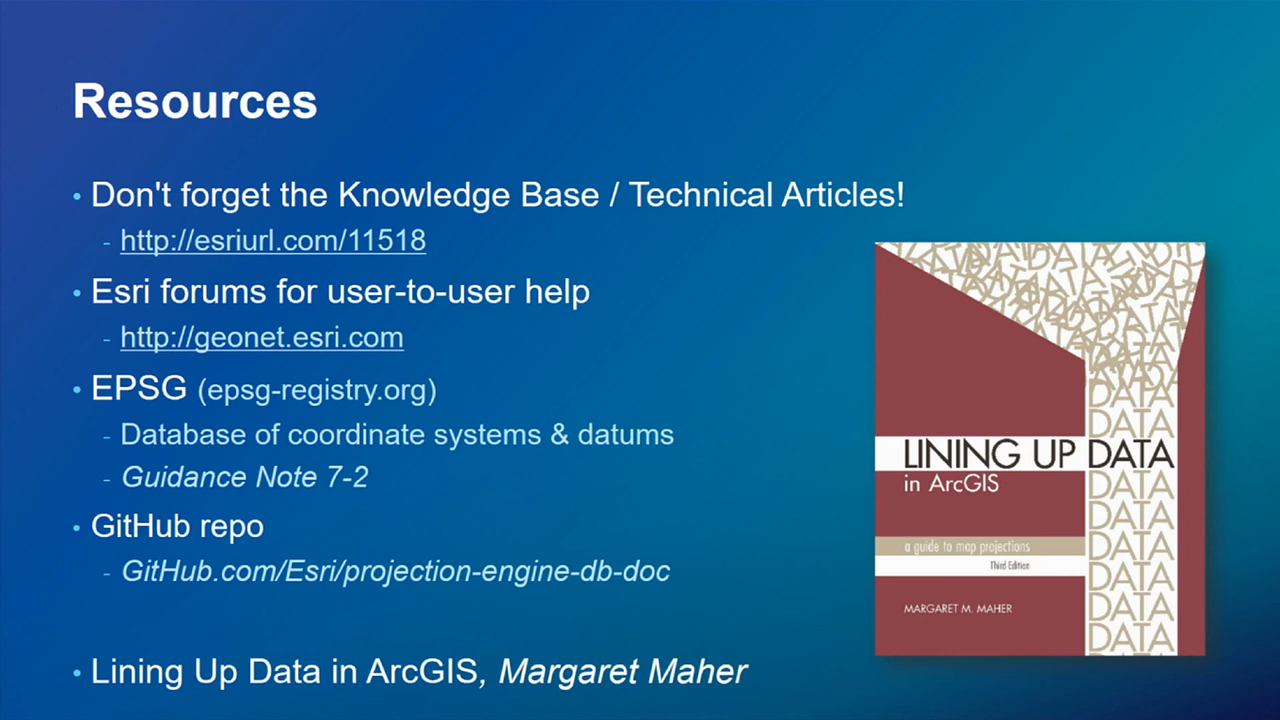 Resources
• Don't forget the Knowledge Base / Technical Articles!
- http://esriurl.com/11518
• Esri forums for user-to-user help
- http://geonet.esri.com
• EPSG (epsg-registry.org)
- Database of coordinate systems & datums
- Guidance Note 7-2
• GitHub repo
- GitHub.com/Esri/projection-engine-db-doc
• Lining Up Data in ArcGIS, Margaret Maher
DATA
DATA
LINING UP DATA
in ArcGIS
DATA
DATA
a guide to map projections
DATA
Third Edition
DATA
MARGARET M. MAHER
DATA
DATA